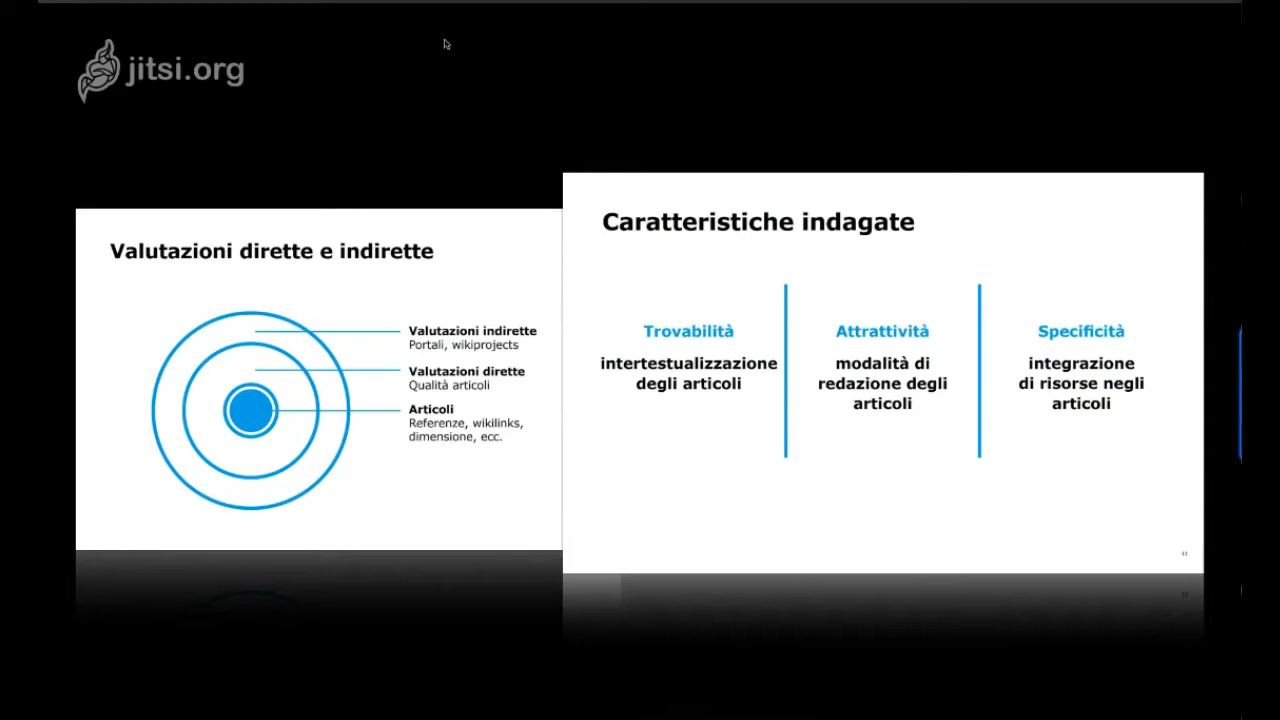 jitsi.org
Valutazioni dirette e indirette
Valutazioni indirette
Portali, wikiprojects
Valutazioni dirette
Qualità articoli
Articoli
Referenze, wikilinks,
dimensione, ecc.
Caratteristiche indagate
Trovabilità
intertestualizzazione
degli articoli
Attrattività
modalità di
redazione degli
articoli
Specificità
integrazione
di risorse negli
articoli